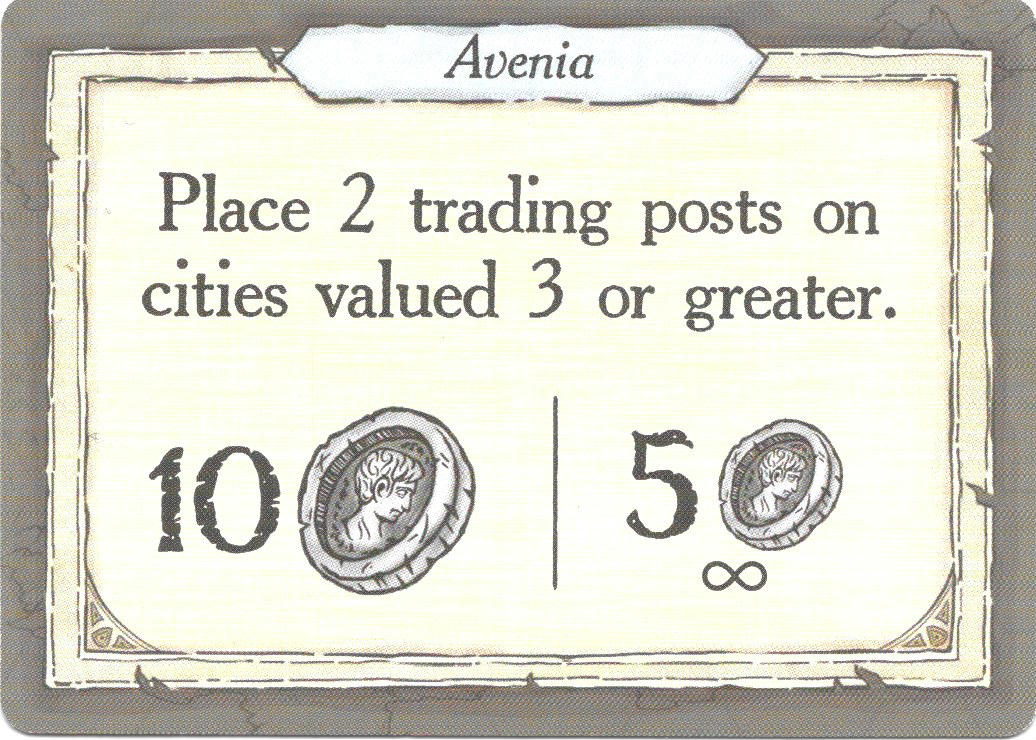 Avenia
Place 2 trading posts on
cities valued 3 or greater.
10
5
∞